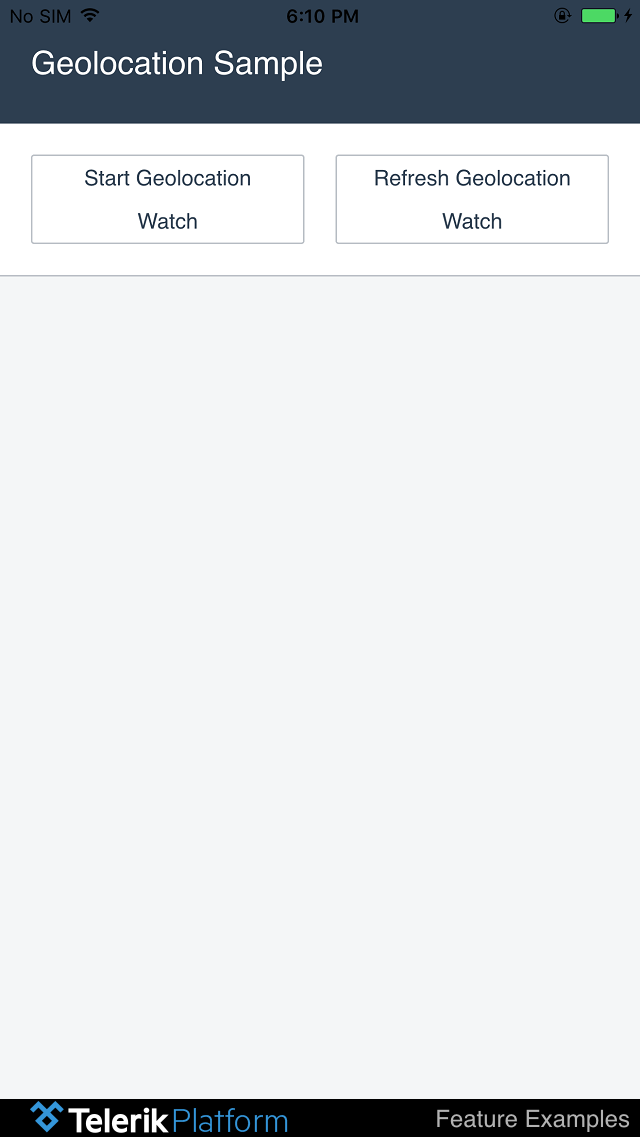 No SIM 6:10 PM
Geolocation Sample
Start Geolocation
Watch
Refresh Geolocation
Watch
Telerik Platform Feature Examples